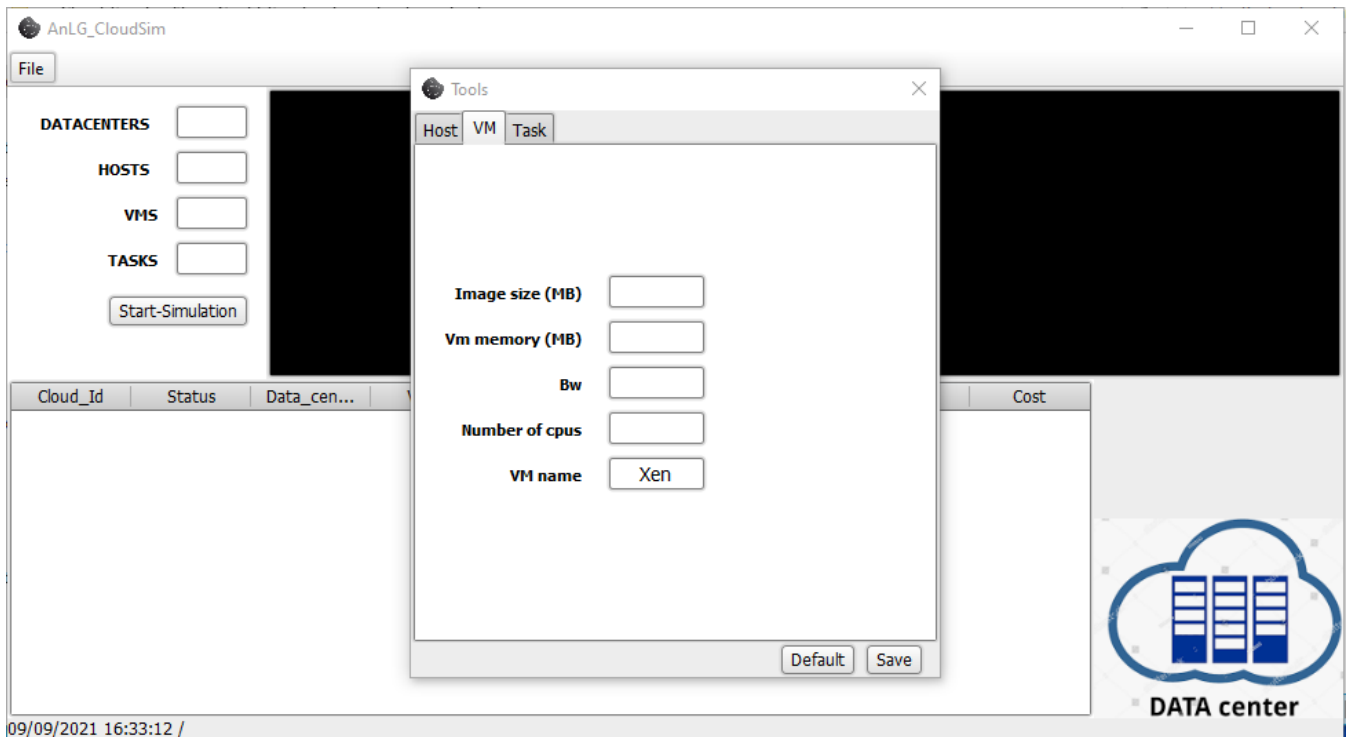 AnLG_CloudSim
File
DATACENTERS
HOSTS
VMS
TASKS
Start-Simulation
Tools
Host VM Task
Image size (MB)
Vm memory (MB)
Bw
Number of cpus
VM name Xen
Default Save
Cloud_Id Status Data_cen... Cost
DATA center
09/09/2021 16:33:12 /